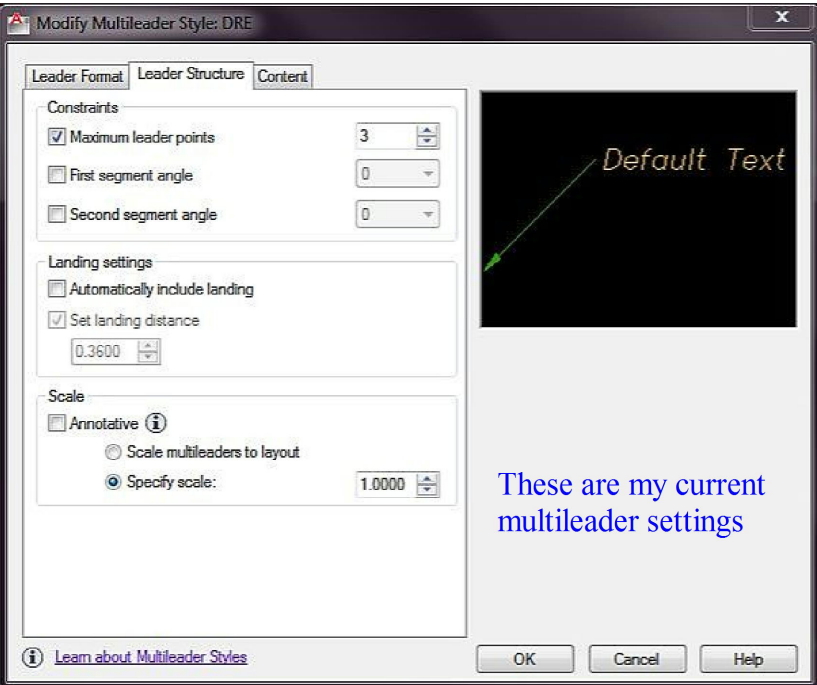 Modify Multileader Style: DRE
x
Leader Format
Leader Structure
Content
Constraints
Maximum leader points
3
First segment angle
0
Second segment angle
0
Landing settings
Automatically include landing
Set landing distance
0.3600
Scale
Annotative
Scale multileaders to layout
Specify scale:
1.0000
Default Text
These are my current
multileader settings
Learn about Multileader Styles
OK
Cancel
Help